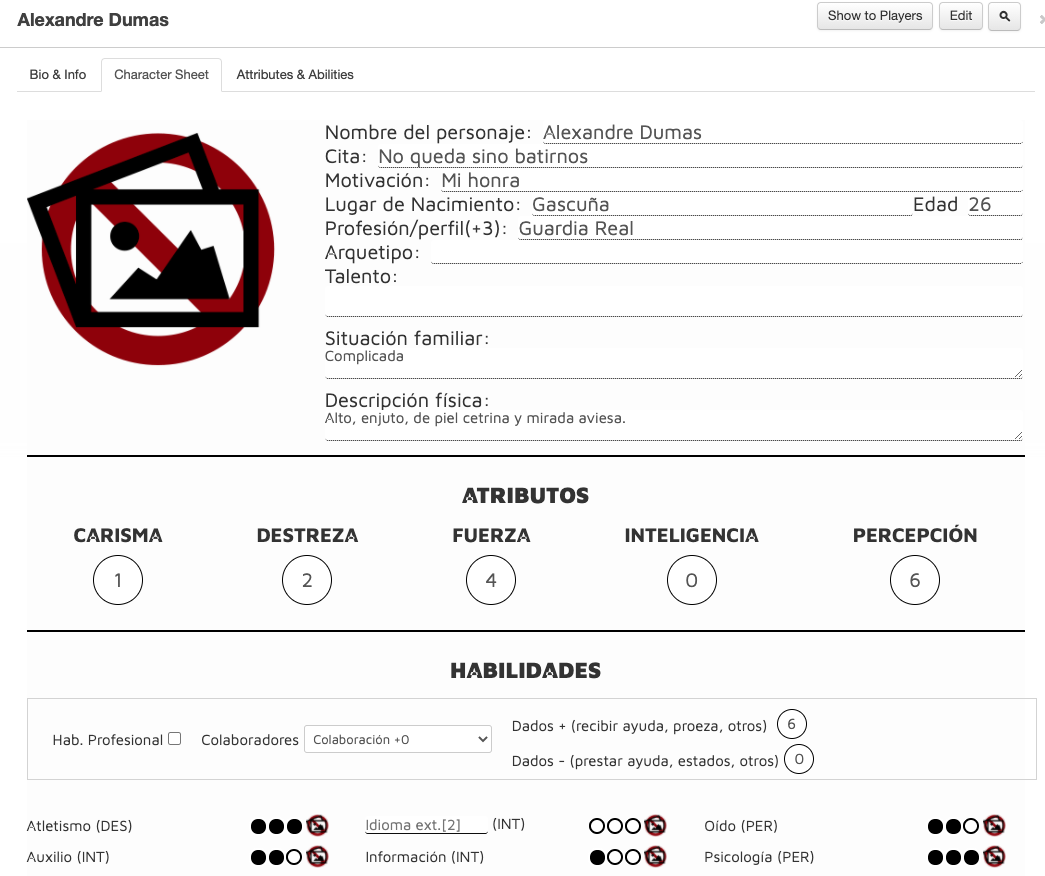 Alexandre Dumas
Show to Players
Edit
Bio & Info
Character Sheet
Attributes & Abilities
Nombre del personaje: Alexandre Dumas
Cita: No queda sino batirnos
Motivación: Mi honra
Lugar de Nacimiento: Gascuña Edad 26
Profesión/perfil(+3): Guardia Real
Arquetipo:
Talento:
Situación familiar:
Complicada
Descripción física:
Alto, enjuto, de piel cetrina y mirada aviesa.
ATRIBUTOS
CARISMA DESTREZA FUERZA INTELIGENCIA PERCEPCIÓN
1 2 4 0 6
HABILIDADES
Hab. Profesional Colaboradores Colaboración +0
Dados + (recibir ayuda, proeza, otros) 6
Dados - (prestar ayuda, estados, otros) 0
Atletismo (DES) Idioma ext.[2] (INT) Oído (PER)
Auxilio (INT) Información (INT) Psicología (PER)